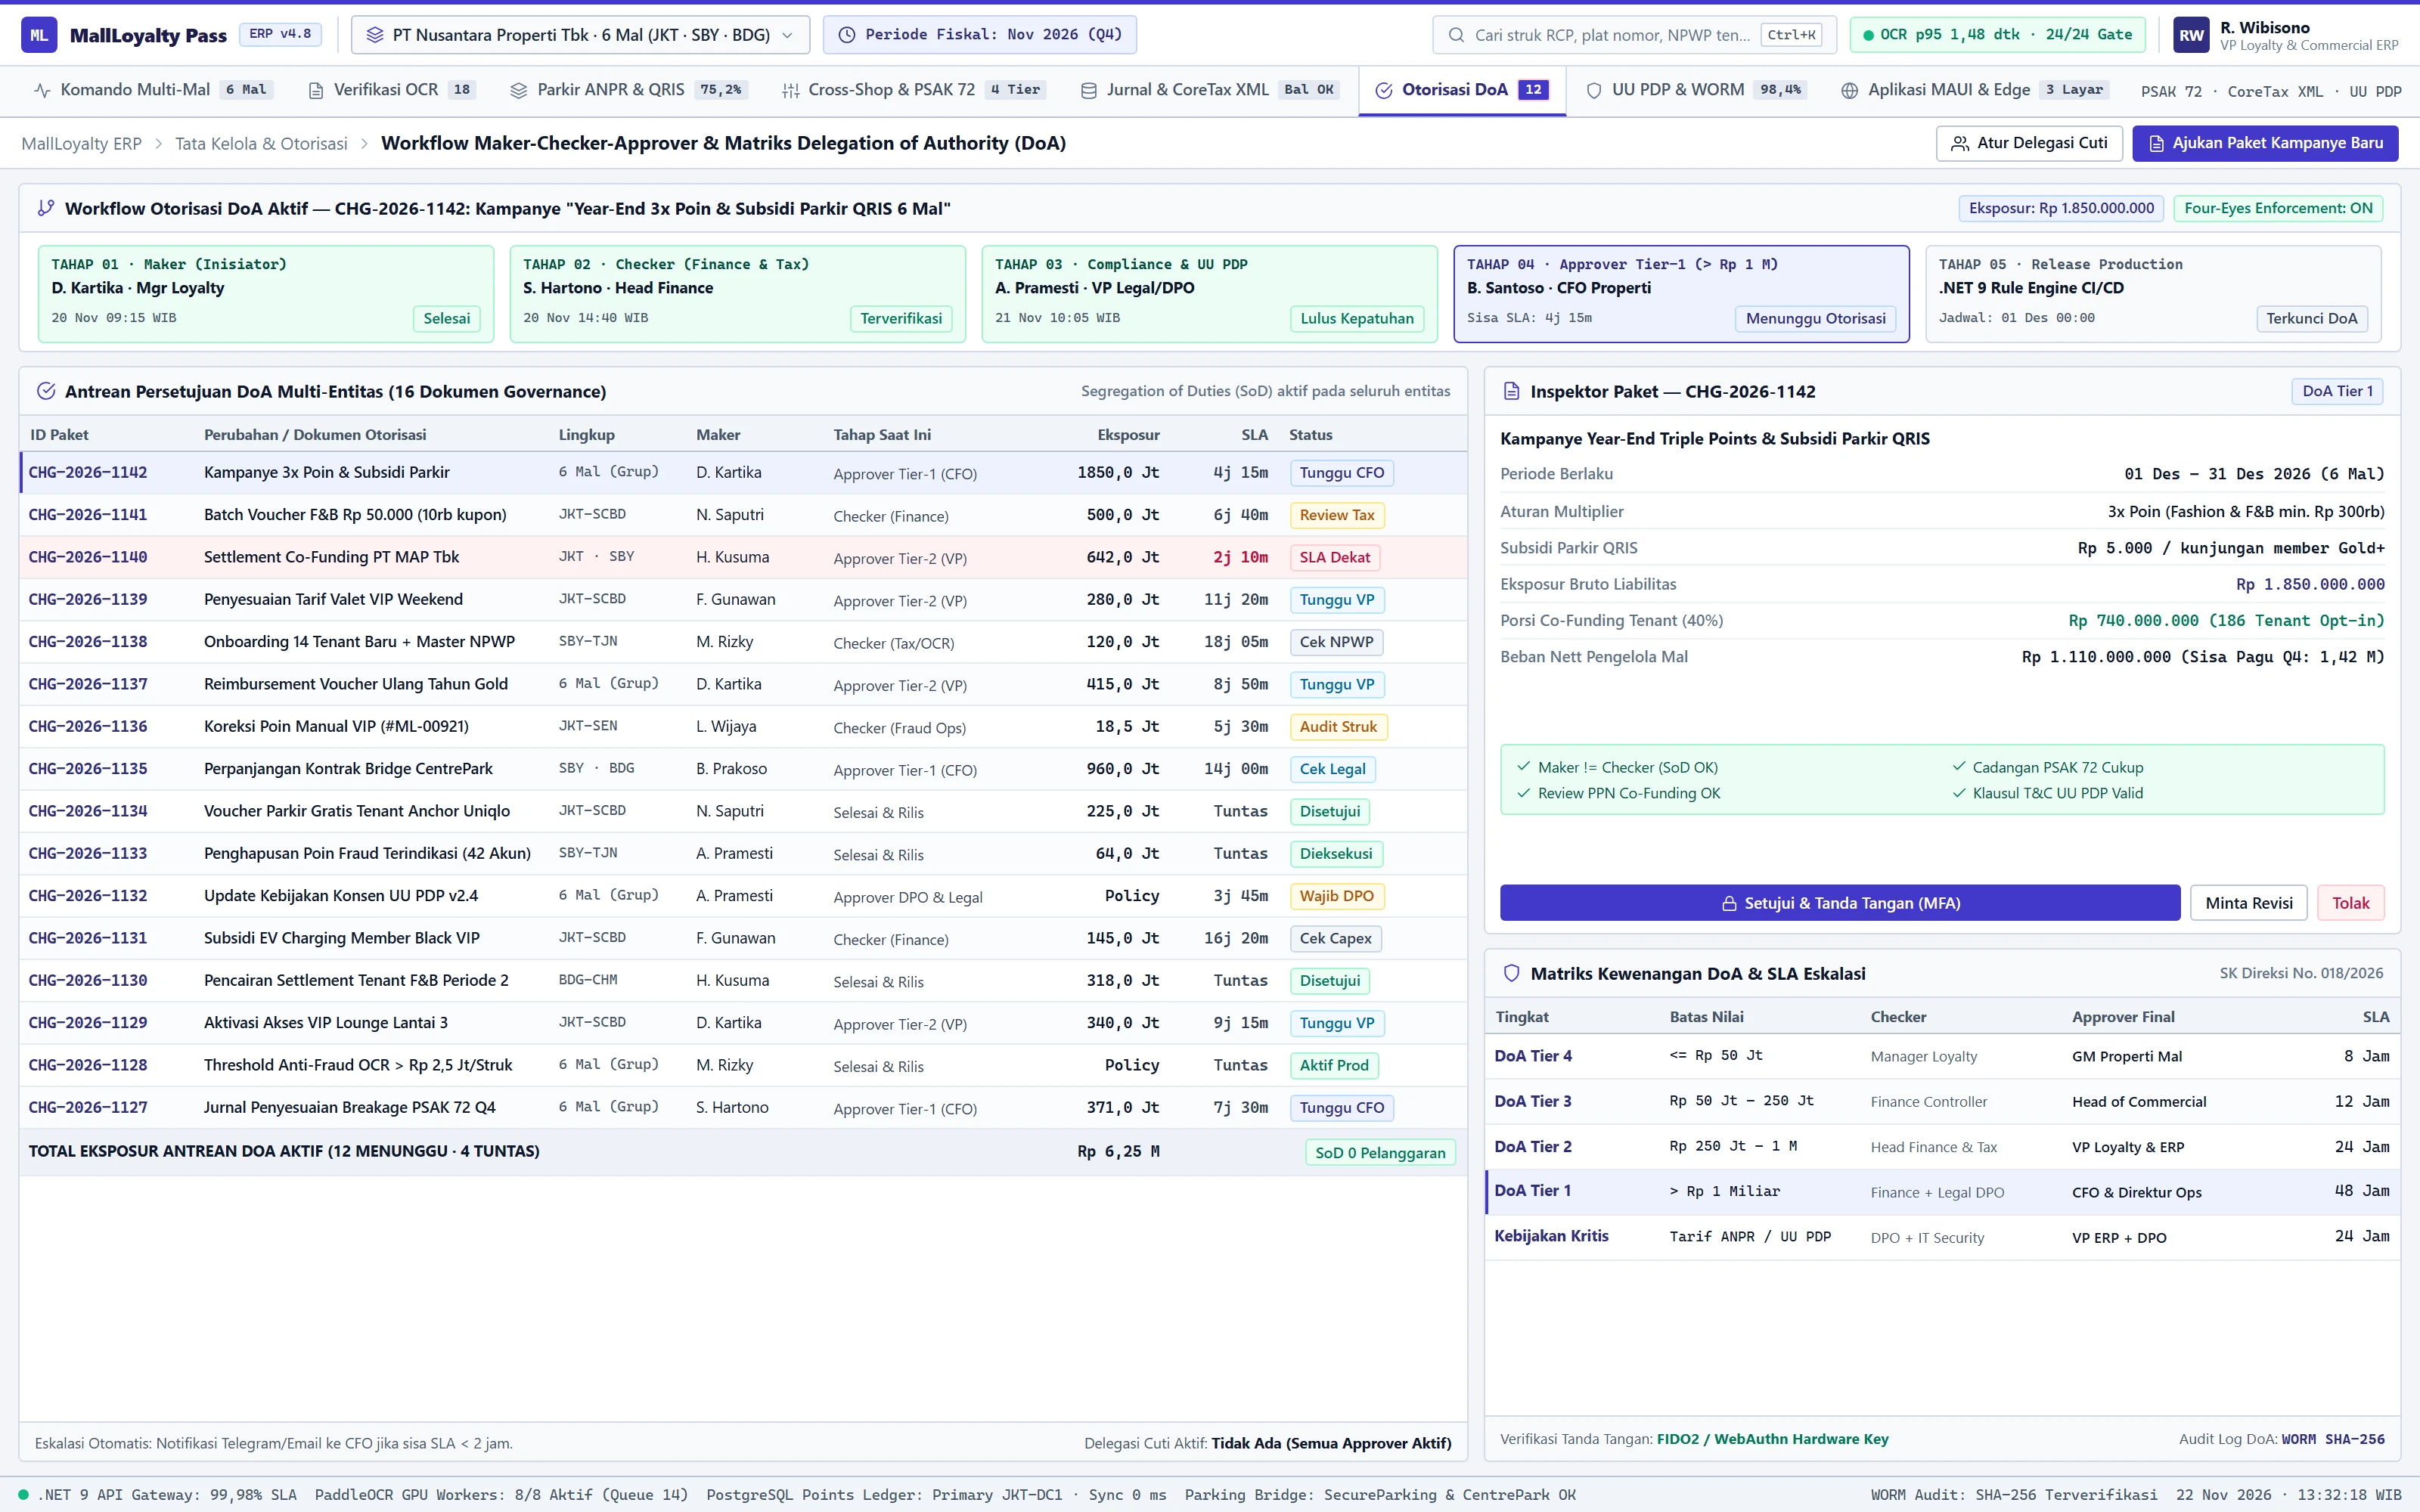 ML MallLoyalty Pass ERP v4.8 PT Nusantara Properti Tbk · 6 Mal (JKT · SBY · BDG) Periode Fiskal: Nov 2026 (Q4) Cari struk RCP, plat nomor, NPWP ten... Ctrl+K OCR p95 1,48 dtk · 24/24 Gate RW R. Wibisono
VP Loyalty & Commercial ERP
Komando Multi-Mal 6 Mal Verifikasi OCR 18 Parkir ANPR & QRIS 75,2% Cross-Shop & PSAK 72 4 Tier Jurnal & CoreTax XML Bal OK Otorisasi DoA 12 UU PDP & WORM 98,4% Aplikasi MAUI & Edge 3 Layar PSAK 72 · CoreTax XML · UU PDP
MallLoyalty ERP > Tata Kelola & Otorisasi > Workflow Maker-Checker-Approver & Matriks Delegation of Authority (DoA) Atur Delegasi Cuti Ajukan Paket Kampanye Baru
Workflow Otorisasi DoA Aktif — CHG-2026-1142: Kampanye "Year-End 3x Poin & Subsidi Parkir QRIS 6 Mal" Eksposur: Rp 1.850.000.000 Four-Eyes Enforcement: ON
TAHAP 01 · Maker (Inisiator)
D. Kartika · Mgr Loyalty
20 Nov 09:15 WIB Selesai
TAHAP 02 · Checker (Finance & Tax)
S. Hartono · Head Finance
20 Nov 14:40 WIB Terverifikasi
TAHAP 03 · Compliance & UU PDP
A. Pramesti · VP Legal/DPO
21 Nov 10:05 WIB Lulus Kepatuhan
TAHAP 04 · Approver Tier-1 (> Rp 1 M)
B. Santoso · CFO Properti
Sisa SLA: 4j 15m Menunggu Otorisasi
TAHAP 05 · Release Production
.NET 9 Rule Engine CI/CD
Jadwal: 01 Des 00:00 Terkunci DoA
Antrean Persetujuan DoA Multi-Entitas (16 Dokumen Governance) Segregation of Duties (SoD) aktif pada seluruh entitas
ID Paket Perubahan / Dokumen Otorisasi Lingkup Maker Tahap Saat Ini Eksposur SLA Status
CHG-2026-1142 Kampanye 3x Poin & Subsidi Parkir 6 Mal (Grup) D. Kartika Approver Tier-1 (CFO) 1850,0 Jt 4j 15m Tunggu CFO
CHG-2026-1141 Batch Voucher F&B Rp 50.000 (10rb kupon) JKT-SCBD N. Saputri Checker (Finance) 500,0 Jt 6j 40m Review Tax
CHG-2026-1140 Settlement Co-Funding PT MAP Tbk JKT · SBY H. Kusuma Approver Tier-2 (VP) 642,0 Jt 2j 10m SLA Dekat
CHG-2026-1139 Penyesuaian Tarif Valet VIP Weekend JKT-SCBD F. Gunawan Approver Tier-2 (VP) 280,0 Jt 11j 20m Tunggu VP
CHG-2026-1138 Onboarding 14 Tenant Baru + Master NPWP SBY-TJN M. Rizky Checker (Tax/OCR) 120,0 Jt 18j 05m Cek NPWP
CHG-2026-1137 Reimbursement Voucher Ulang Tahun Gold 6 Mal (Grup) D. Kartika Approver Tier-2 (VP) 415,0 Jt 8j 50m Tunggu VP
CHG-2026-1136 Koreksi Poin Manual VIP (#ML-00921) JKT-SEN L. Wijaya Checker (Fraud Ops) 18,5 Jt 5j 30m Audit Struk
CHG-2026-1135 Perpanjangan Kontrak Bridge CentrePark SBY · BDG B. Prakoso Approver Tier-1 (CFO) 960,0 Jt 14j 00m Cek Legal
CHG-2026-1134 Voucher Parkir Gratis Tenant Anchor Uniqlo JKT-SCBD N. Saputri Selesai & Rilis 225,0 Jt Tuntas Disetujui
CHG-2026-1133 Penghapusan Poin Fraud Terindikasi (42 Akun) SBY-TJN A. Pramesti Selesai & Rilis 64,0 Jt Tuntas Dieksekusi
CHG-2026-1132 Update Kebijakan Konsen UU PDP v2.4 6 Mal (Grup) A. Pramesti Approver DPO & Legal Policy 3j 45m Wajib DPO
CHG-2026-1131 Subsidi EV Charging Member Black VIP JKT-SCBD F. Gunawan Checker (Finance) 145,0 Jt 16j 20m Cek Capex
CHG-2026-1130 Pencairan Settlement Tenant F&B Periode 2 BDG-CHM H. Kusuma Selesai & Rilis 318,0 Jt Tuntas Disetujui
CHG-2026-1129 Aktivasi Akses VIP Lounge Lantai 3 JKT-SCBD D. Kartika Approver Tier-2 (VP) 340,0 Jt 9j 15m Tunggu VP
CHG-2026-1128 Threshold Anti-Fraud OCR > Rp 2,5 Jt/Struk 6 Mal (Grup) M. Rizky Selesai & Rilis Policy Tuntas Aktif Prod
CHG-2026-1127 Jurnal Penyesuaian Breakage PSAK 72 Q4 6 Mal (Grup) S. Hartono Approver Tier-1 (CFO) 371,0 Jt 7j 30m Tunggu CFO
TOTAL EKSPOSUR ANTREAN DOA AKTIF (12 MENUNGGU · 4 TUNTAS) Rp 6,25 M SoD 0 Pelanggaran
Eskalasi Otomatis: Notifikasi Telegram/Email ke CFO jika sisa SLA < 2 jam. Delegasi Cuti Aktif: Tidak Ada (Semua Approver Aktif)
Inspektor Paket — CHG-2026-1142 DoA Tier 1
Kampanye Year-End Triple Points & Subsidi Parkir QRIS
Periode Berlaku 01 Des - 31 Des 2026 (6 Mal)
Aturan Multiplier 3x Poin (Fashion & F&B min. Rp 300rb)
Subsidi Parkir QRIS Rp 5.000 / kunjungan member Gold+
Eksposur Bruto Liabilitas Rp 1.850.000.000
Porsi Co-Funding Tenant (40%) Rp 740.000.000 (186 Tenant Opt-in)
Beban Nett Pengelola Mal Rp 1.110.000.000 (Sisa Pagu Q4: 1,42 M)
Maker != Checker (SoD OK) Cadangan PSAK 72 Cukup
Review PPN Co-Funding OK Klausul T&C UU PDP Valid
Setujui & Tanda Tangan (MFA) Minta Revisi Tolak
Matriks Kewenangan DoA & SLA Eskalasi SK Direksi No. 018/2026
Tingkat Batas Nilai Checker Approver Final SLA
DoA Tier 4 <= Rp 50 Jt Manager Loyalty GM Properti Mal 8 Jam
DoA Tier 3 Rp 50 Jt - 250 Jt Finance Controller Head of Commercial 12 Jam
DoA Tier 2 Rp 250 Jt - 1 M Head Finance & Tax VP Loyalty & ERP 24 Jam
DoA Tier 1 > Rp 1 Miliar Finance + Legal DPO CFO & Direktur Ops 48 Jam
Kebijakan Kritis Tarif ANPR / UU PDP DPO + IT Security VP ERP + DPO 24 Jam
Verifikasi Tanda Tangan: FIDO2 / WebAuthn Hardware Key Audit Log DoA: WORM SHA-256
.NET 9 API Gateway: 99,98% SLA PaddleOCR GPU Workers: 8/8 Aktif (Queue 14) PostgreSQL Points Ledger: Primary JKT-DC1 · Sync 0 ms Parking Bridge: SecureParking & CentrePark OK WORM Audit: SHA-256 Terverifikasi 22 Nov 2026 · 13:32:18 WIB